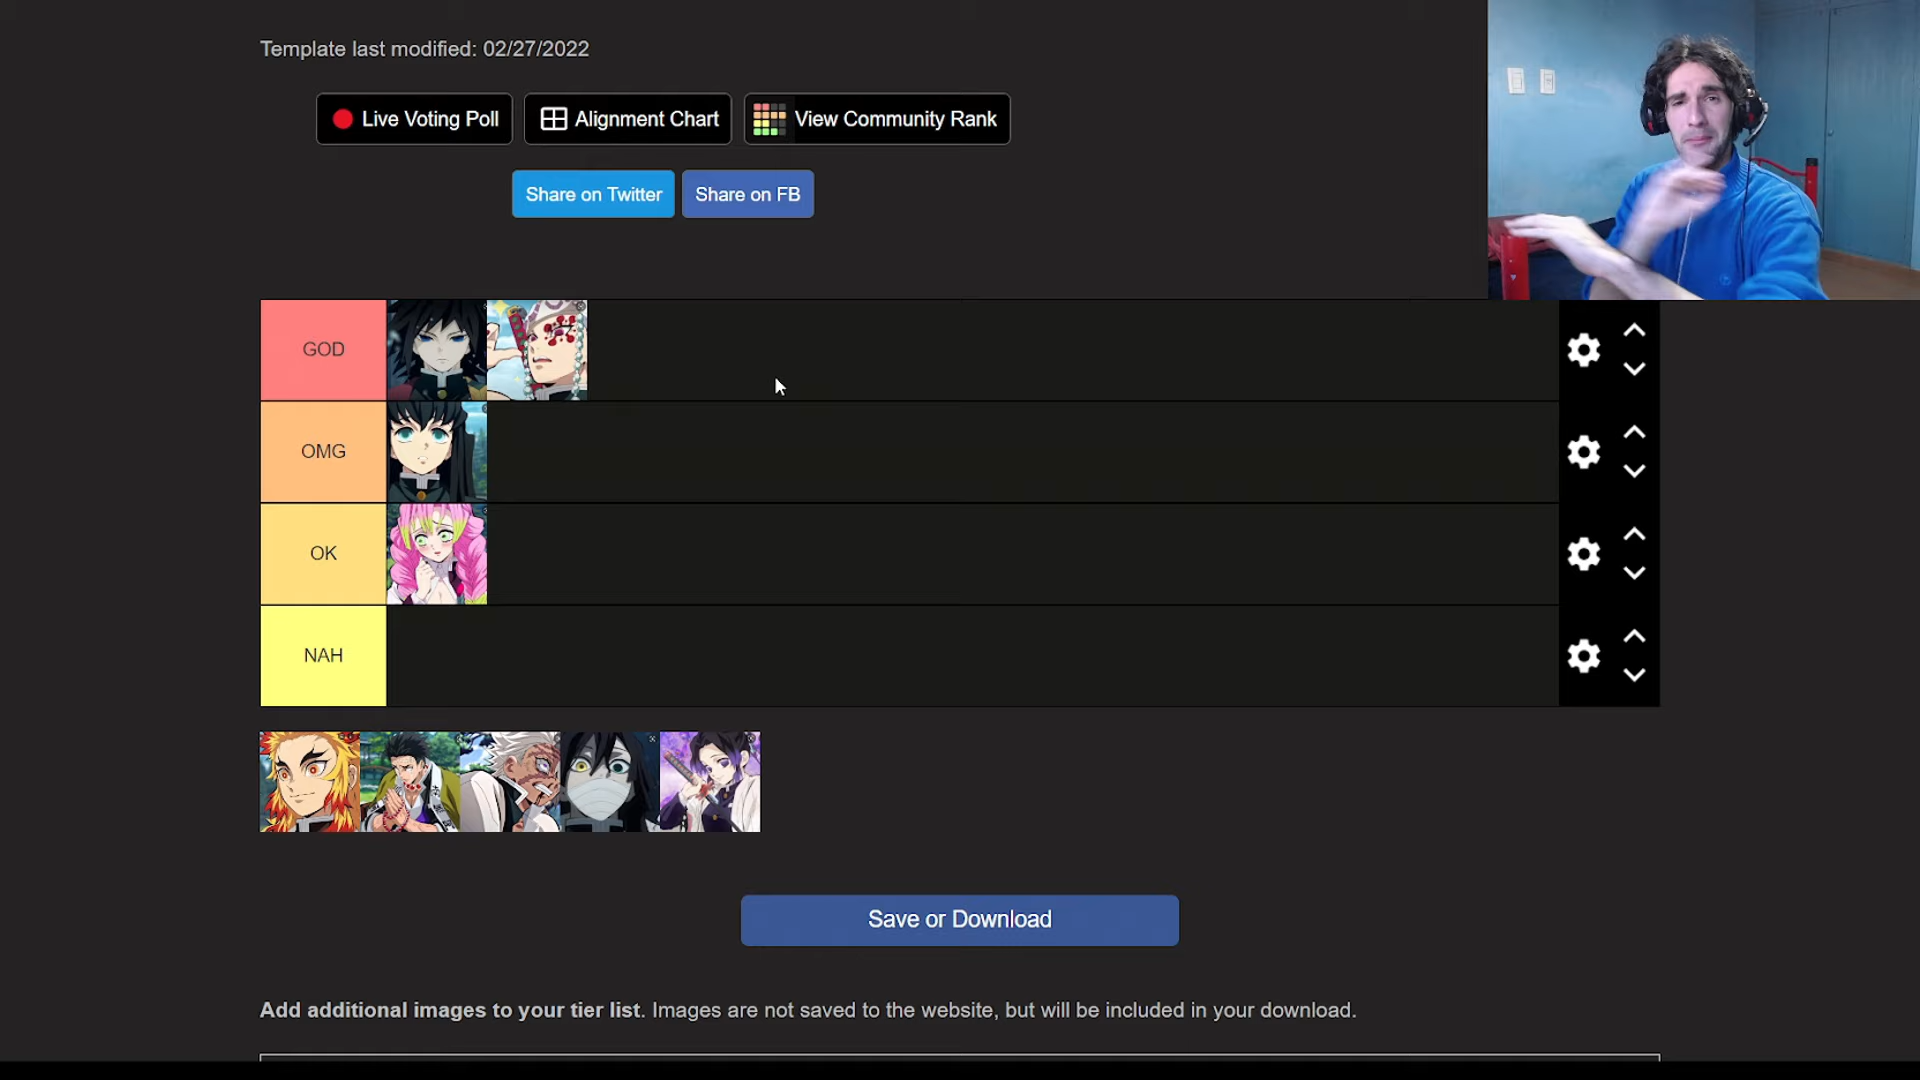 Template last modified: 02/27/2022
Live Voting Poll
Alignment Chart
View Community Rank
Share on Twitter
Share on FB
GOD
OMG
OK
NAH
Save or Download
Add additional images to your tier list. Images are not saved to the website, but will be included in your download.